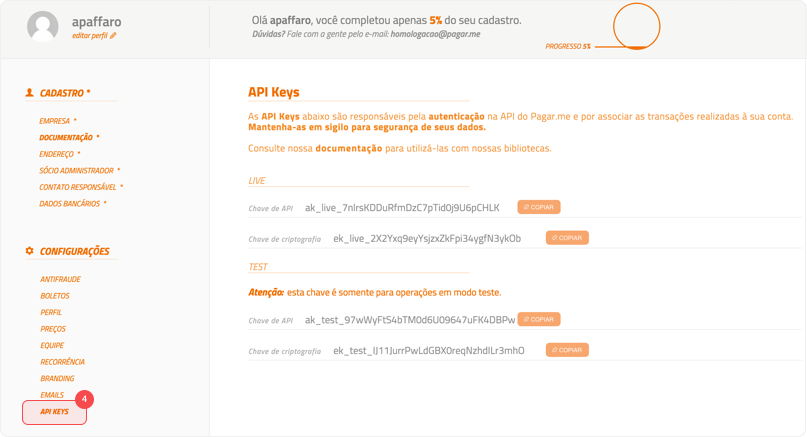 apaffaro
editar perfil
Olá apaffaro, você completou apenas 5% do seu cadastro.
Dúvidas? Fale com a gente pelo e-mail: homologacao@pagar.me
PROGRESSO 5%
CADASTRO *
EMPRESA *
DOCUMENTAÇÃO *
ENDEREÇO *
SÓCIO ADMINISTRADOR *
CONTATO RESPONSÁVEL *
DADOS BANCÁRIOS *
CONFIGURAÇÕES
ANTIFRAUDE
BOLETOS
PERFIL
PREÇOS
EQUIPE
RECORRÊNCIA
BRANDING
EMAILS
API KEYS
4
API Keys
As API Keys abaixo são responsáveis pela autenticação na API do Pagar.me e por associar as transações realizadas à sua conta.
Mantenha-as em sigilo para segurança de seus dados.
Consulte nossa documentação para utilizá-las com nossas bibliotecas.
LIVE
Chave de API ak_live_7nlrsKDDuRfmDzC7pTid0j9U6pCHLK COPIAR
Chave de criptografia ek_live_2X2Yxq9eyYsjzxZkFpi34ygfN3ykOb COPIAR
TEST
Atenção: esta chave é somente para operações em modo teste.
Chave de API ak_test_97wWyFtS4bTM0d6U09647uFK4DBPw COPIAR
Chave de criptografia ek_test_IJ11JurrPwLdGBX0reqNzhdILr3mhO COPIAR